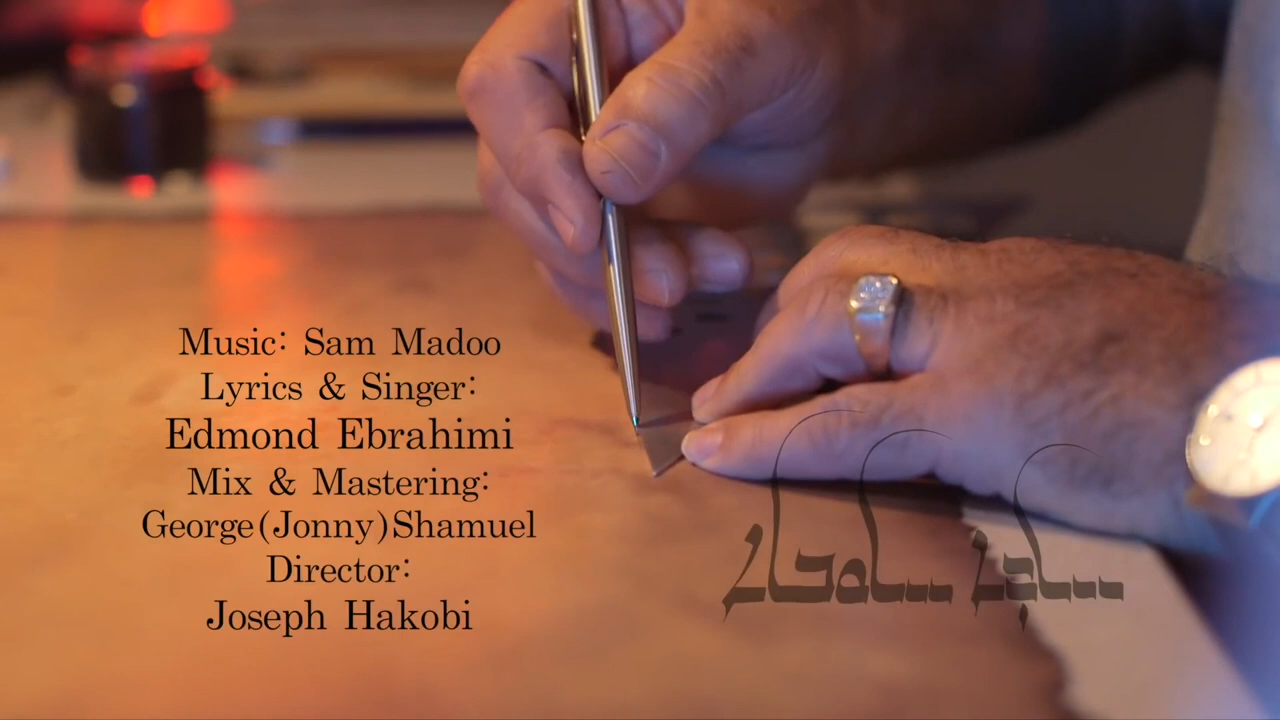 Music: Sam Madoo
Lyrics & Singer:
Edmond Ebrahimi
Mix & Mastering:
George(Jonny)Shamuel
Director:
Joseph Hakobi